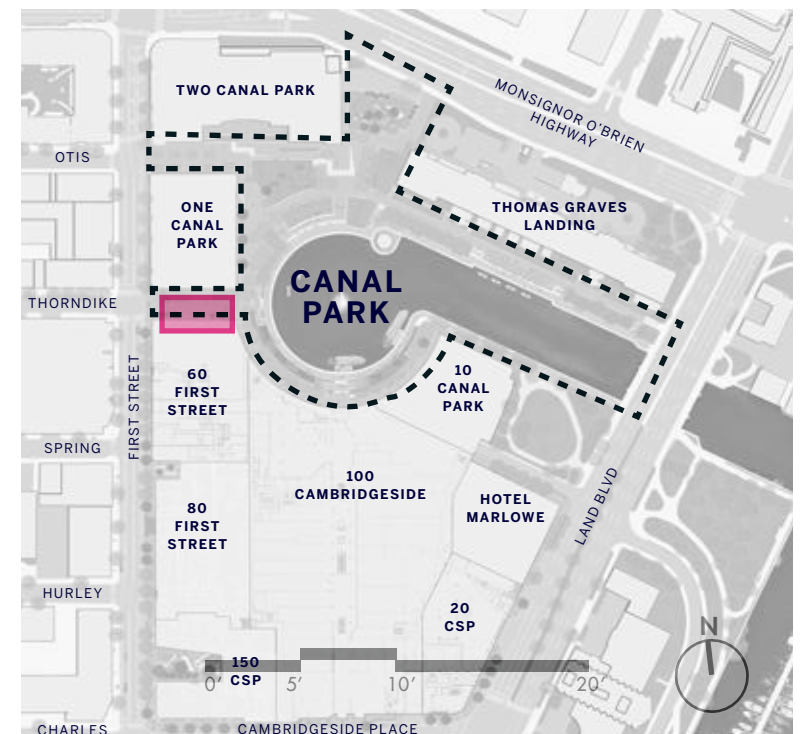 TWO CANAL PARK
MONSIGNOR O'BRIEN
HIGHWAY
OTIS
ONE
CANAL
PARK
THOMAS GRAVES
LANDING
CANAL
PARK
THORNDIKE
FIRST STREET
60
FIRST
STREET
10
CANAL
PARK
SPRING
100
CAMBRIDGESIDE
HOTEL
MARLOWE
LAND BLVD
80
FIRST
STREET
HURLEY
20
CSP
N
150
CSP
0' 5' 10' 20'
CHARLES
CAMBRIDGESIDE PLACE